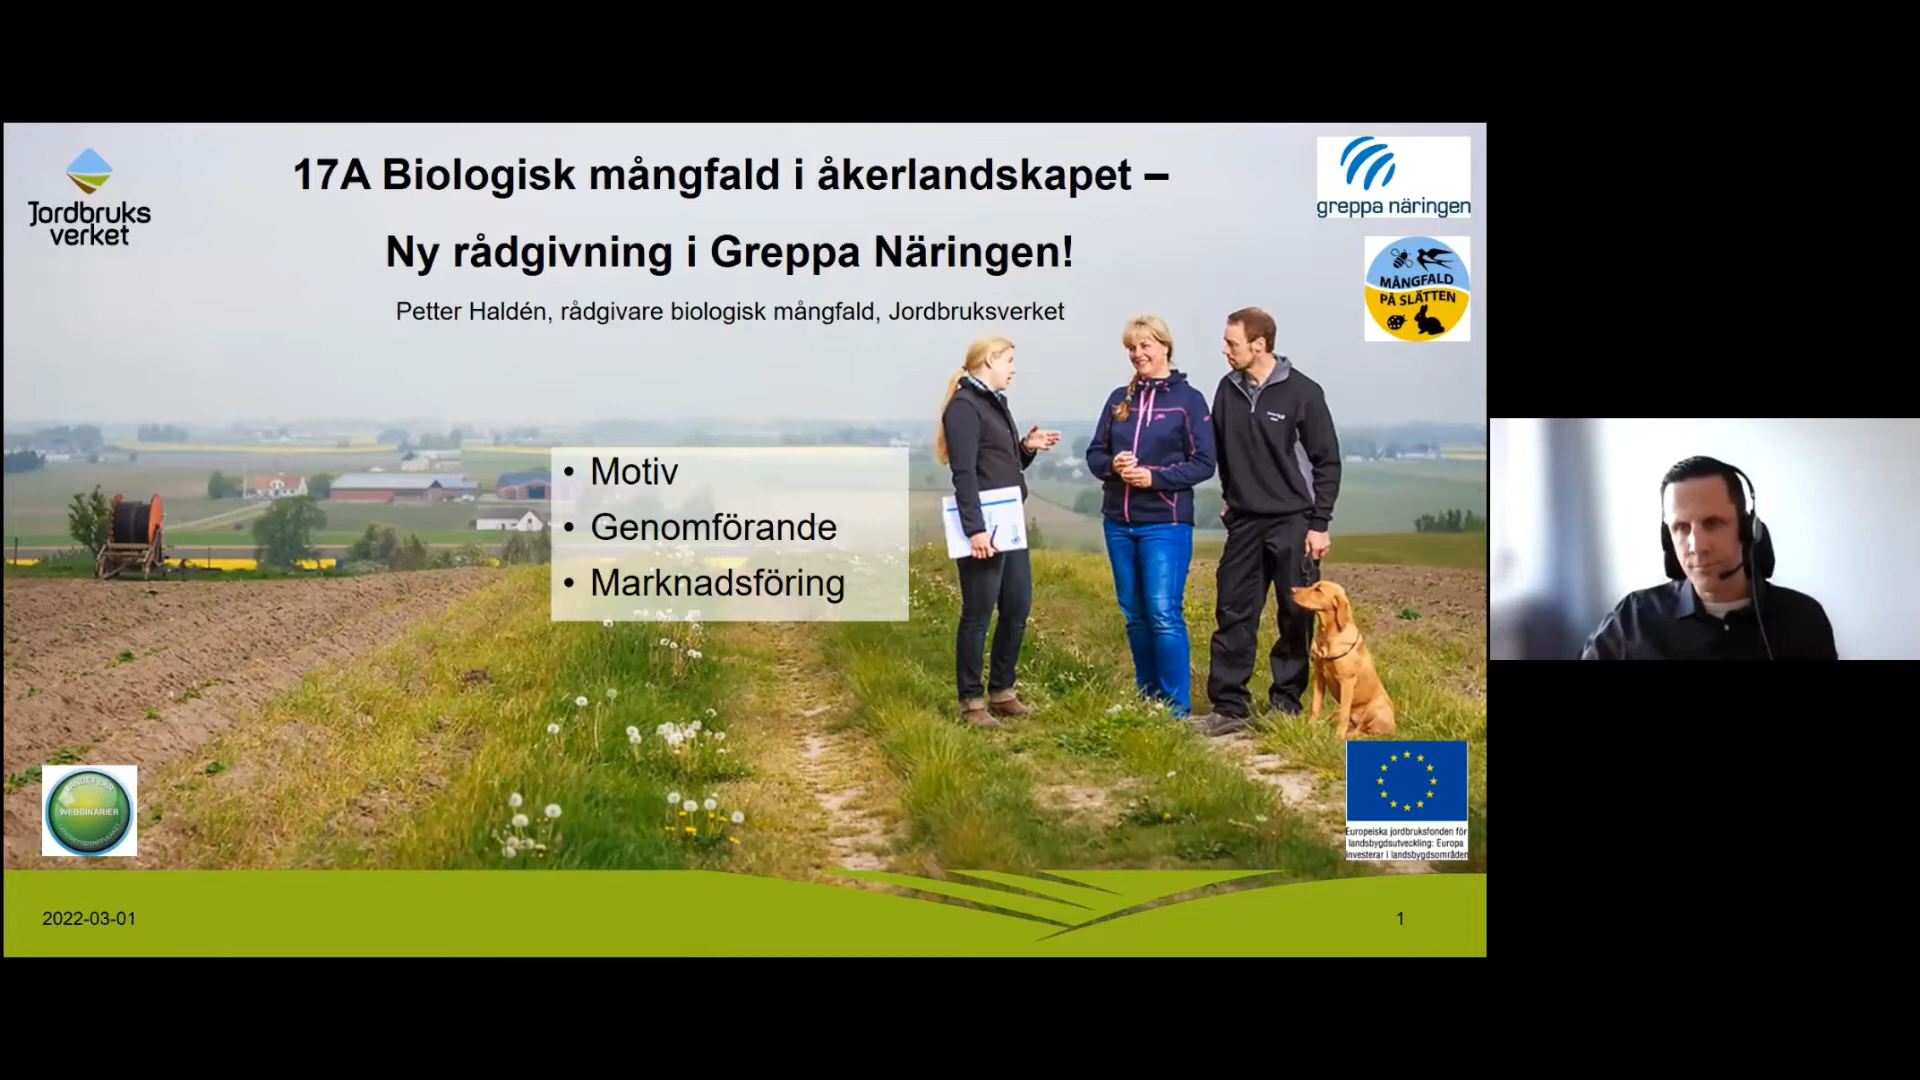 17A Biologisk mångfald i åkerlandskapet –
Ny rådgivning i Greppa Näringen!
Petter Haldén, rådgivare biologisk mångfald, Jordbruksverket
Jordbruks
verket
greppa näringen
MÅNGFALD
PÅ SLÄTTEN
• Motiv
• Genomförande
• Marknadsföring
WEBBINARIER
Europeiska jordbruksfonden för
landsbygdsutveckling: Europa
investerar i landsbygdsområden
2022-03-01
1